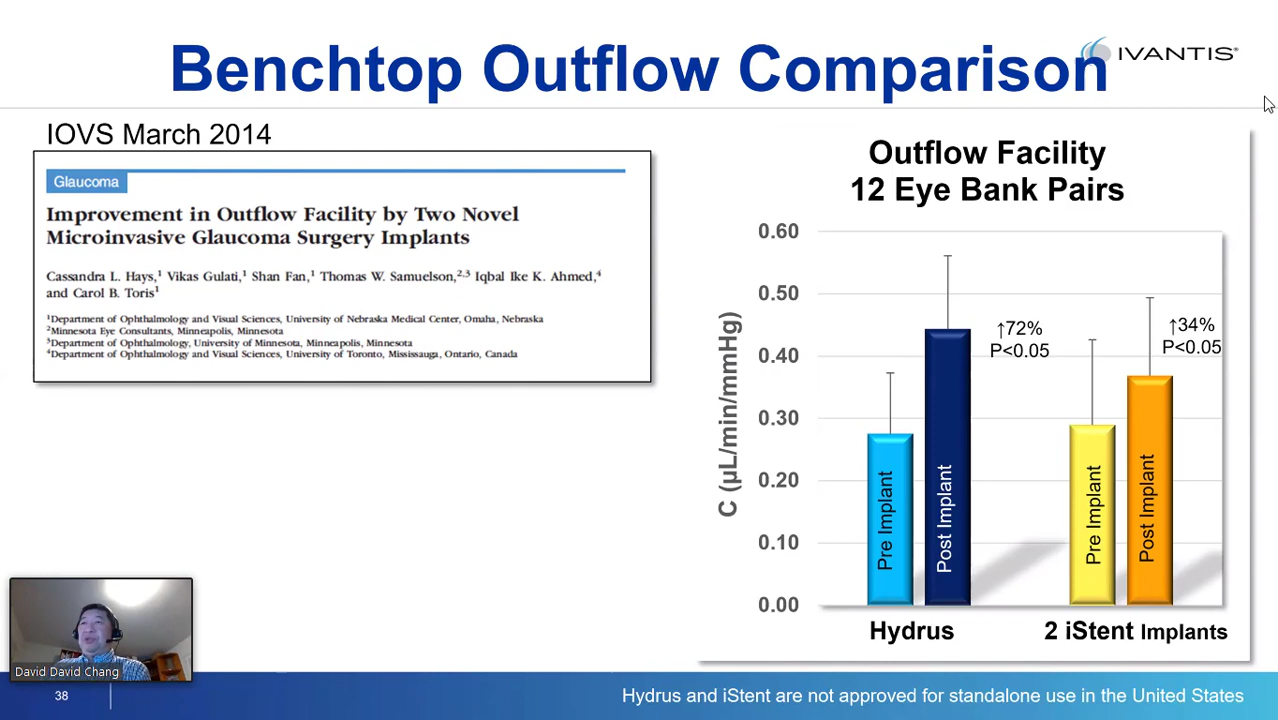 Benchtop Outflow Comparison
IVANTIS®
IOVS March 2014
Glaucoma
Improvement in Outflow Facility by Two Novel
Microinvasive Glaucoma Surgery Implants
Cassandra L. Hays,¹ Vikas Gulati,¹ Shan Fan,¹ Thomas W. Samuelson,²,³ Iqbal Ike K. Ahmed,⁴
and Carol B. Toris¹
¹Department of Ophthalmology and Visual Sciences, University of Nebraska Medical Center, Omaha, Nebraska
²Minnesota Eye Consultants, Minneapolis, Minnesota
³Department of Ophthalmology, University of Minnesota, Minneapolis, Minnesota
⁴Department of Ophthalmology and Visual Sciences, University of Toronto, Mississauga, Ontario, Canada
Outflow Facility
12 Eye Bank Pairs
C (µL/min/mmHg)
0.60
0.50
0.40
0.30
0.20
0.10
0.00
↑72%
P<0.05
↑34%
P<0.05
Pre Implant
Post Implant
Pre Implant
Post Implant
Hydrus
2 iStent Implants
David David Chang
38
Hydrus and iStent are not approved for standalone use in the United States